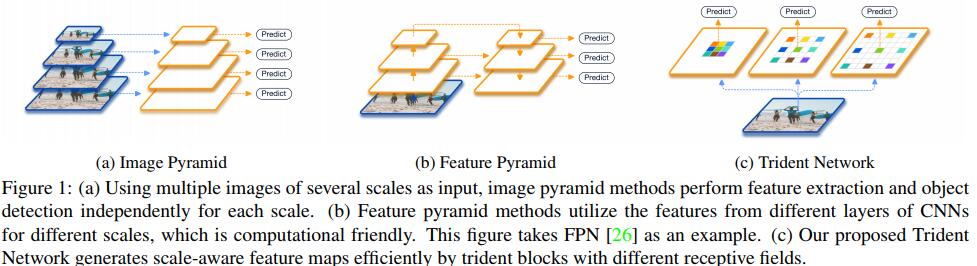 Predict
Predict
Predict
Predict
Predict
Predict
Predict
Predict
Predict
Predict
(a) Image Pyramid
(b) Feature Pyramid
(c) Trident Network
Figure 1: (a) Using multiple images of several scales as input, image pyramid methods perform feature extraction and object
detection independently for each scale. (b) Feature pyramid methods utilize the features from different layers of CNNs
for different scales, which is computational friendly. This figure takes FPN [26] as an example. (c) Our proposed Trident
Network generates scale-aware feature maps efficiently by trident blocks with different receptive fields.